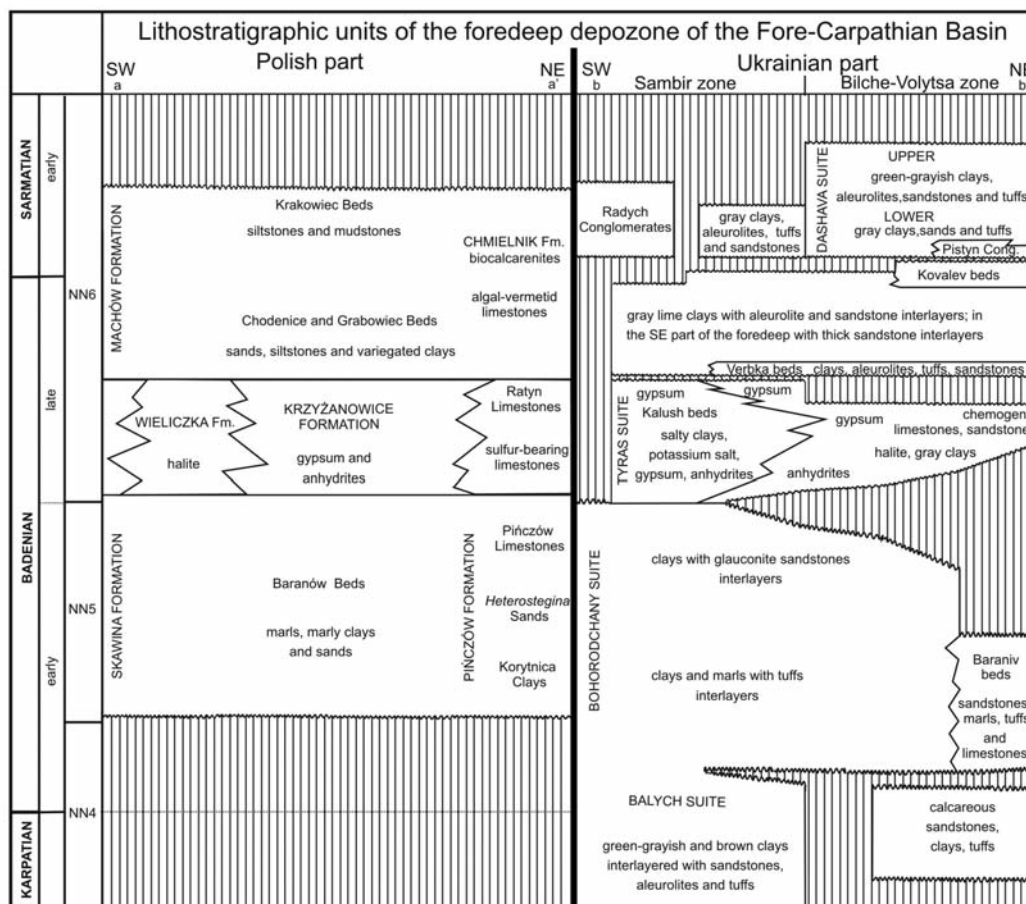 Lithostratigraphic units of the foredeep depozone of the Fore-Carpathian Basin
Polish part
Ukrainian part
SW
a
NE
a'
SW
b
Sambir zone
Bilche-Volytsa zone
NE
b
SARMATIAN
early
BADENIAN
late
early
KARPATIAN
NN6
NN5
NN4
MACHÓW FORMATION
Krakowiec Beds
siltstones and mudstones
CHMIELNIK Fm.
biocalcarenites
algal-vermetid
limestones
Chodenice and Grabowiec Beds
sands, siltstones and variegated clays
WIELICZKA Fm.
halite
KRZYŻANOWICE
FORMATION
gypsum and
anhydrites
Ratyn
Limestones
sulfur-bearing
limestones
SKAWINA FORMATION
Baranów Beds
marls, marly clays
and sands
PIŃCZÓW FORMATION
Pińczów
Limestones
Heterostegina
Sands
Korytnica
Clays
Radych
Conglomerates
gray clays,
aleurolites, tuffs
and sandstones
DASHAVA SUITE
UPPER
green-grayish clays,
aleurolites,sandstones and tuffs
LOWER
gray clays,sands and tuffs
Pistyn Cong.
Kovalev beds
gray lime clays with aleurolite and sandstone interlayers; in
the SE part of the foredeep with thick sandstone interlayers
Verbka beds clays, aleurolites, tuffs, sandstones
TYRAS SUITE
gypsum
Kalush beds
salty clays,
potassium salt,
gypsum, anhydrites
gypsum
gypsum
anhydrites
chemogen
limestones, sandstone
halite, gray clays
BOHORODCHANY SUITE
clays with glauconite sandstones
interlayers
clays and marls with tuffs
interlayers
Baraniv
beds
sandstones
marls, tuffs
and
limestones
BALYCH SUITE
green-grayish and brown clays
interlayered with sandstones,
aleurolites and tuffs
calcareous
sandstones,
clays, tuffs